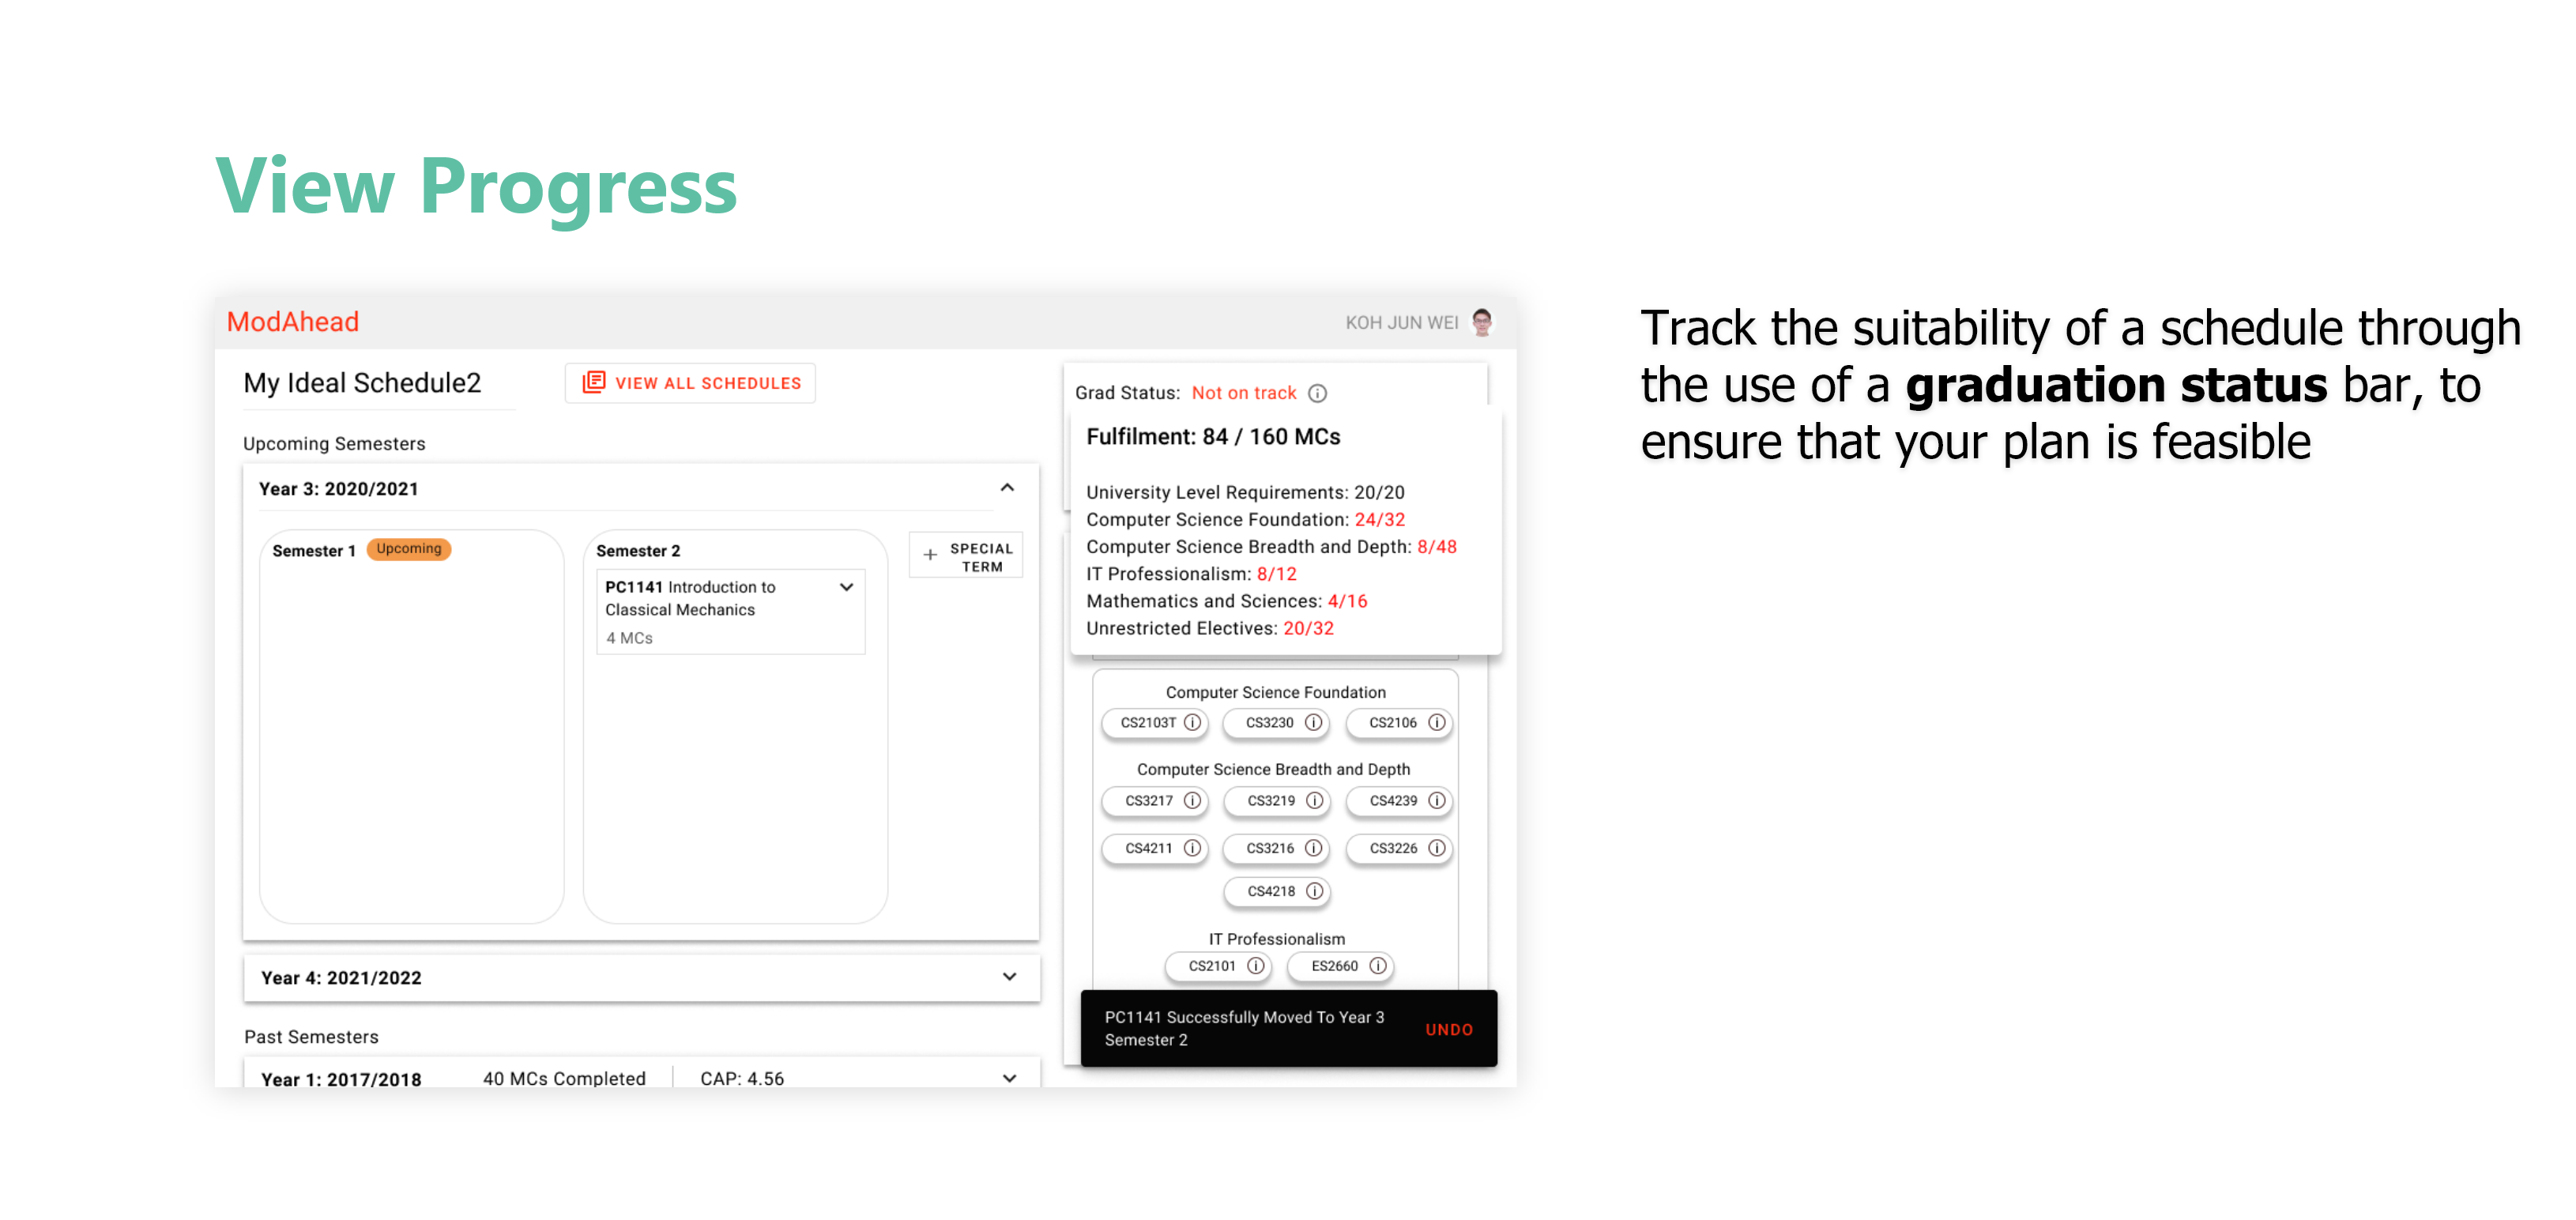 View Progress
ModAhead
KOH JUN WEI
My Ideal Schedule2
VIEW ALL SCHEDULES
Upcoming Semesters
Year 3: 2020/2021
Semester 1 Upcoming
Semester 2
PC1141 Introduction to
Classical Mechanics
4 MCs
+ SPECIAL
TERM
Year 4: 2021/2022
Past Semesters
Year 1: 2017/2018 40 MCs Completed CAP: 4.56
Grad Status: Not on track
Fulfilment: 84 / 160 MCs
University Level Requirements: 20/20
Computer Science Foundation: 24/32
Computer Science Breadth and Depth: 8/48
IT Professionalism: 8/12
Mathematics and Sciences: 4/16
Unrestricted Electives: 20/32
Computer Science Foundation
CS2103T CS3230 CS2106
Computer Science Breadth and Depth
CS3217 CS3219 CS4239
CS4211 CS3216 CS3226
CS4218
IT Professionalism
CS2101 ES2660
PC1141 Successfully Moved To Year 3
Semester 2
UNDO
Track the suitability of a schedule through
the use of a graduation status bar, to
ensure that your plan is feasible